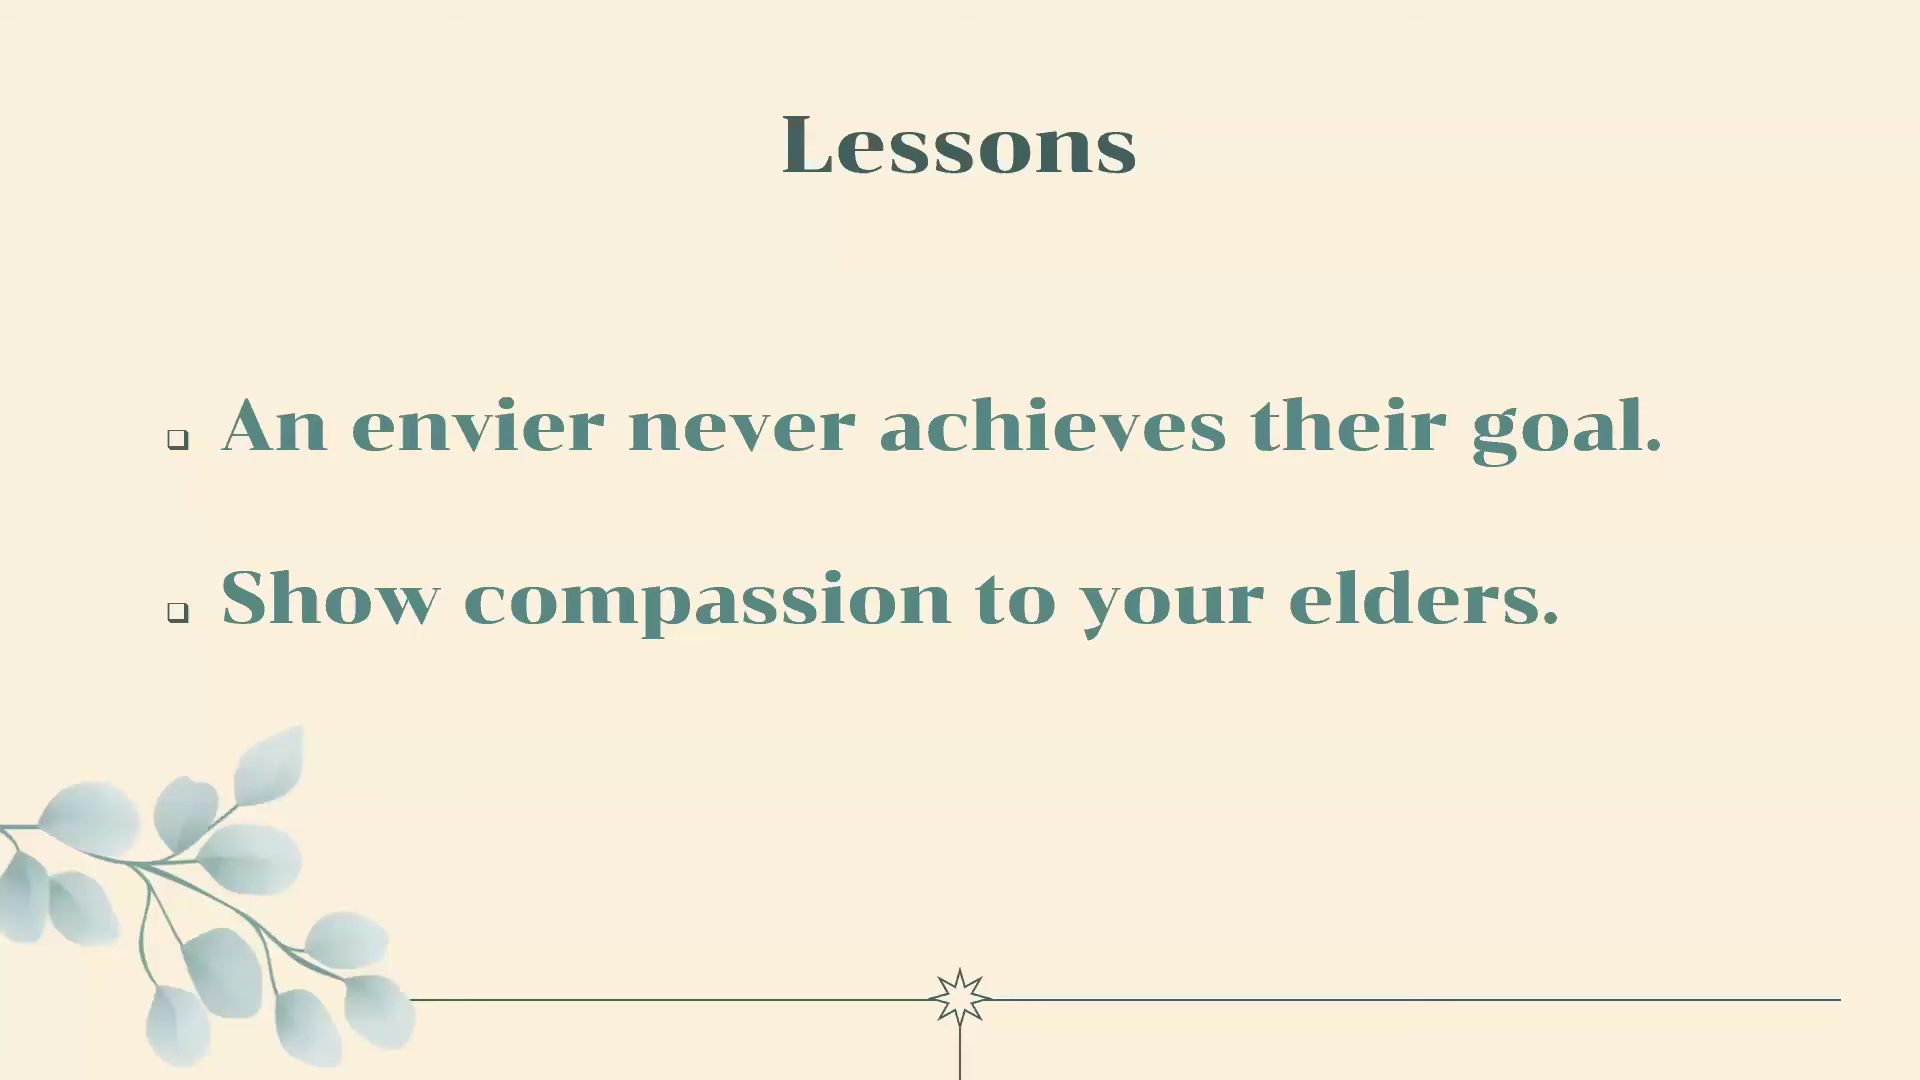 Lessons
❑ An envier never achieves their goal.
❑ Show compassion to your elders.